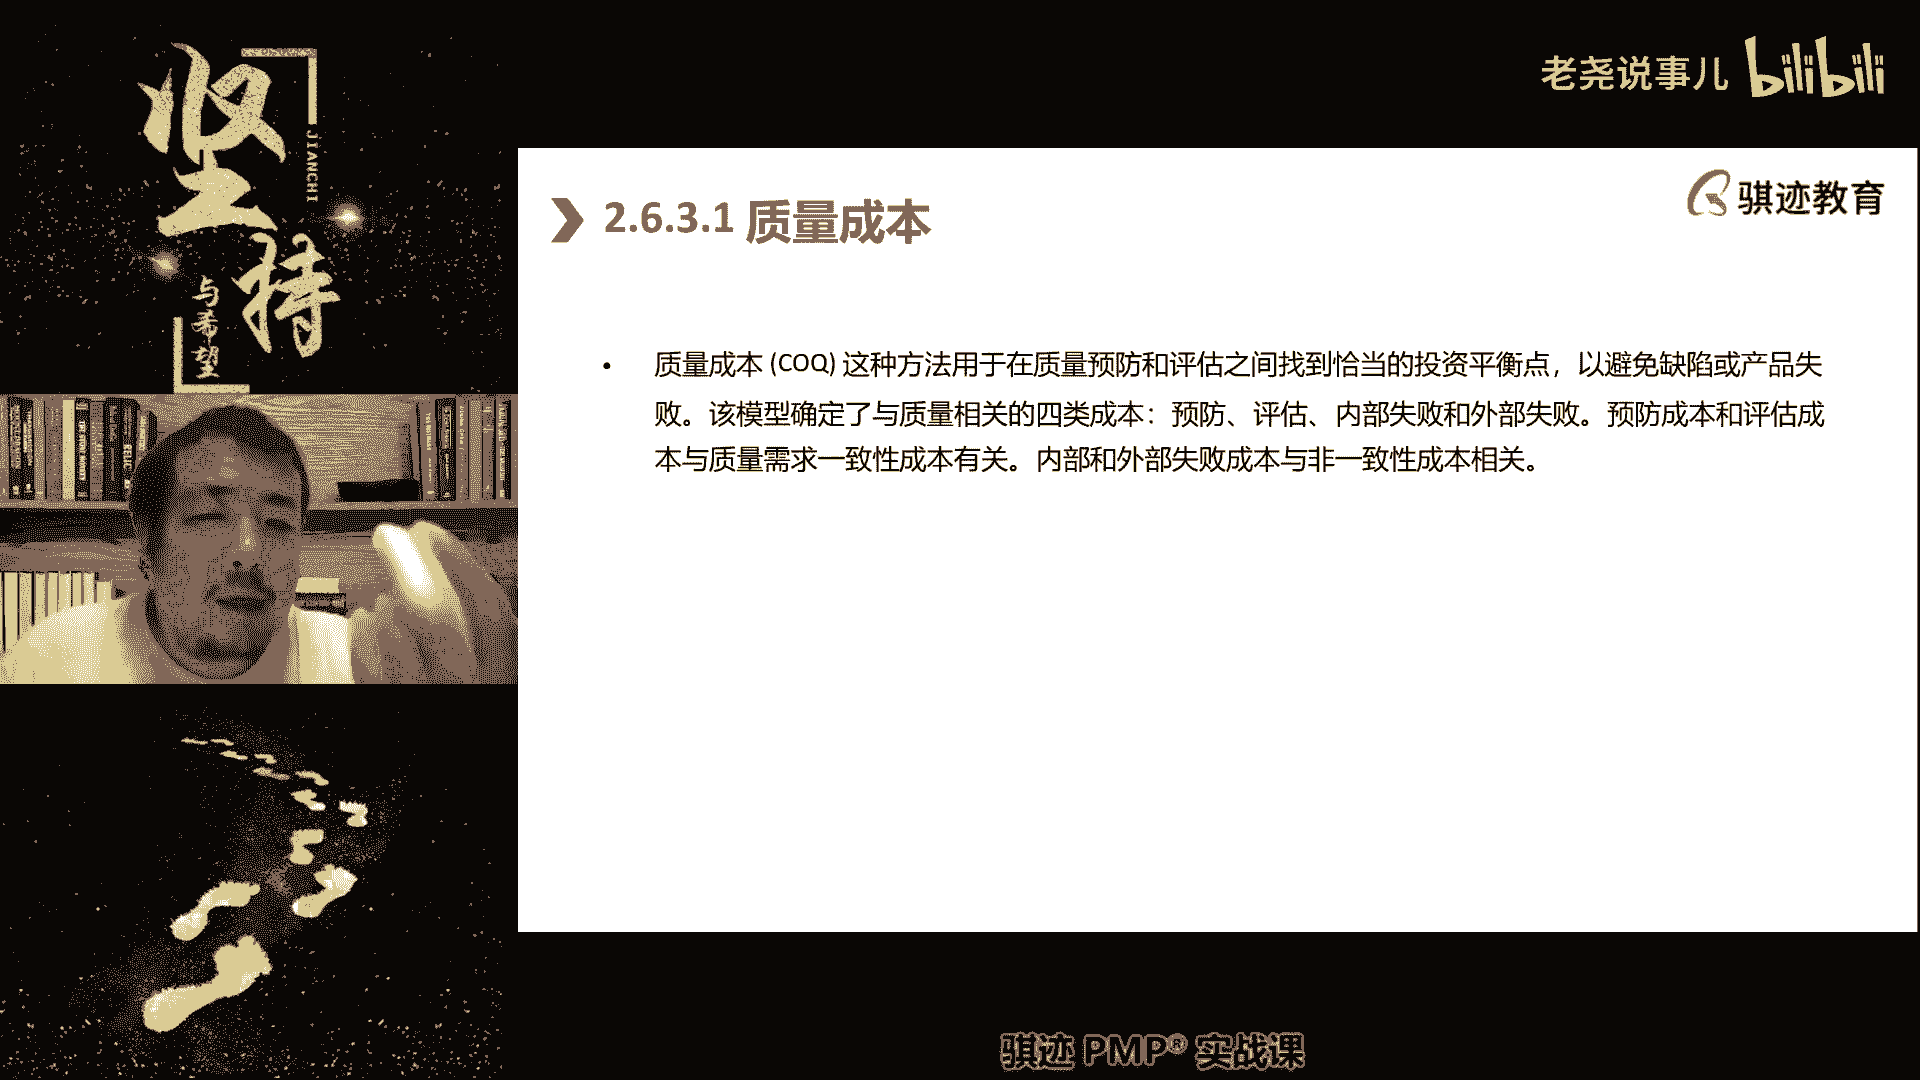 坚持
JIANCHI
与希望
老尧说事儿 bilibili
骐迹教育
2.6.3.1 质量成本
• 质量成本 (COQ) 这种方法用于在质量预防和评估之间找到恰当的投资平衡点，以避免缺陷或产品失
败。该模型确定了与质量相关的四类成本：预防、评估、内部失败和外部失败。预防成本和评估成
本与质量需求一致性成本有关。内部和外部失败成本与非一致性成本相关。
骐迹 PMP® 实战课